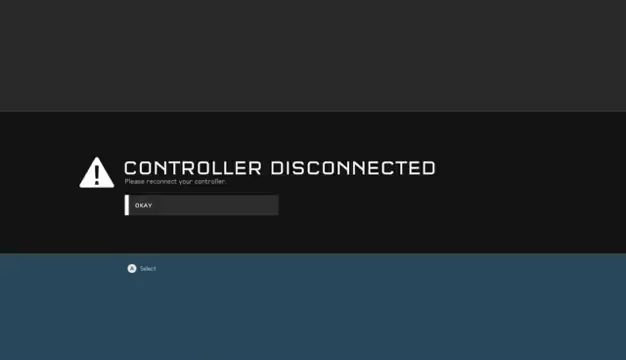 CONTROLLER DISCONNECTED
Please reconnect your controller.
OKAY
A Select